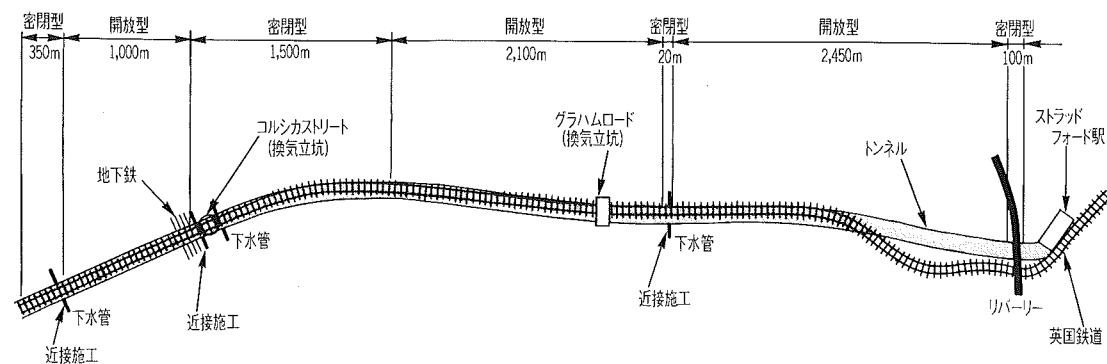 密閉型
開放型
密閉型
開放型
密閉型
開放型
密閉型
350m
1,000m
1,500m
2,100m
20m
2,450m
100m
コルシカストリート
(換気立坑)
グラハムロード
(換気立坑)
ストラッド
フォード駅
地下鉄
トンネル
下水管
下水管
下水管
近接施工
近接施工
近接施工
リバーリー
英国鉄道